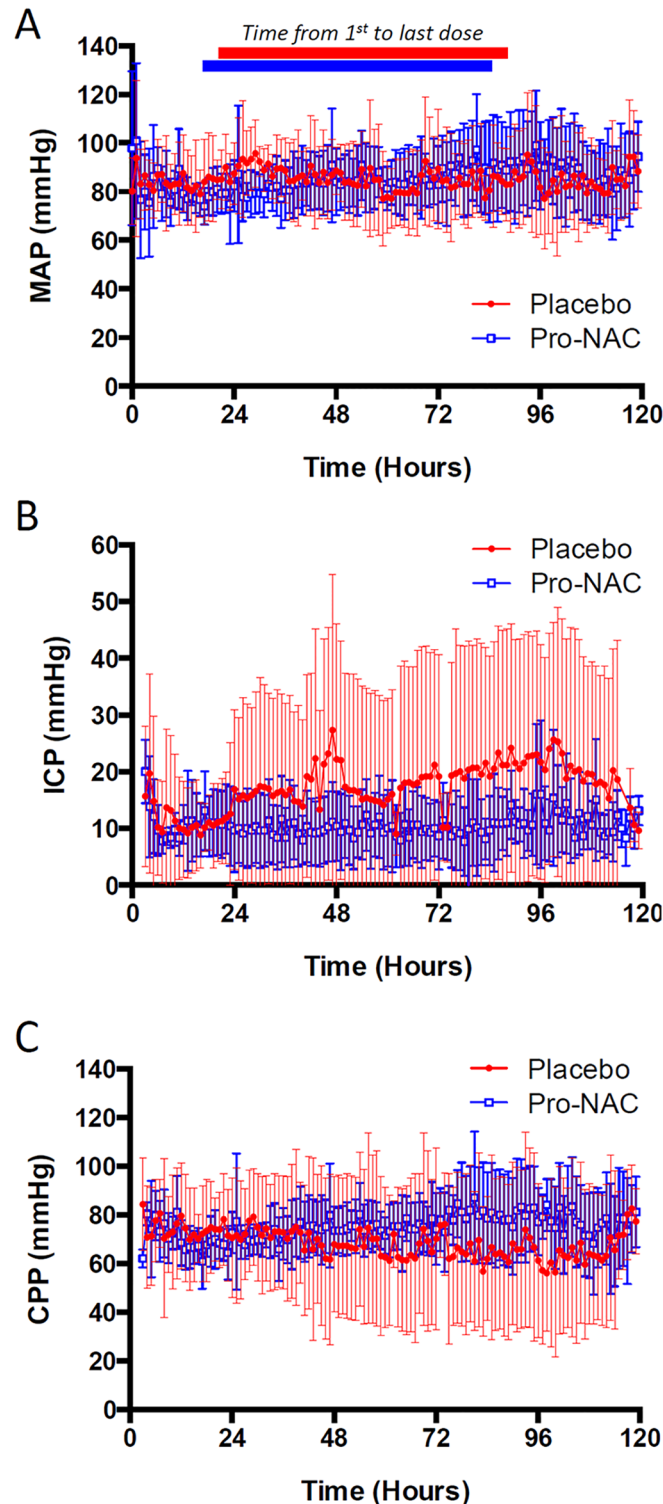 A
Time from 1st to last dose
140
120
100
80
60
40
20
0
MAP (mmHg)
Placebo
Pro-NAC
0 24 48 72 96 120
Time (Hours)
B
60
50
40
30
20
10
0
ICP (mmHg)
Placebo
Pro-NAC
0 24 48 72 96 120
Time (Hours)
C
140
120
100
80
60
40
20
0
CPP (mmHg)
Placebo
Pro-NAC
0 24 48 72 96 120
Time (Hours)